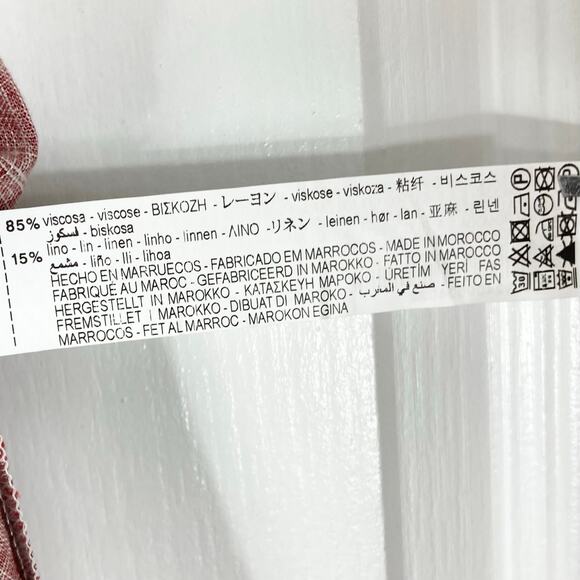 85% viscosa - viscose - ΒΙΣΚΟΖΗ - レーヨン - viskose - viskoza - 粘纤 - 비스코스
فسكوز - biskosa
15% lino - lin - linen - linho - linnen - ΛΙΝΟ - リネン - leinen - hør - lan - 亚麻 - 린넨
مشمع - liño - lli - lihoa
HECHO EN MARRUECOS - FABRICADO EM MARROCOS - MADE IN MOROCCO
FABRIQUÉ AU MAROC - GEFABRICEERD IN MAROKKO - FATTO IN MAROCCO
HERGESTELLT IN MAROKKO - ΚΑΤΑΣΚΕΥΗ ΜΑΡΟΚΟ - ÜRETİM YERİ FAS
FREMSTILLET I MAROKKO - DIBUAT DI MAROKO - صنع في المغرب - FEITO EN
MARROCOS - FET AL MARROC - MAROKON EGINA